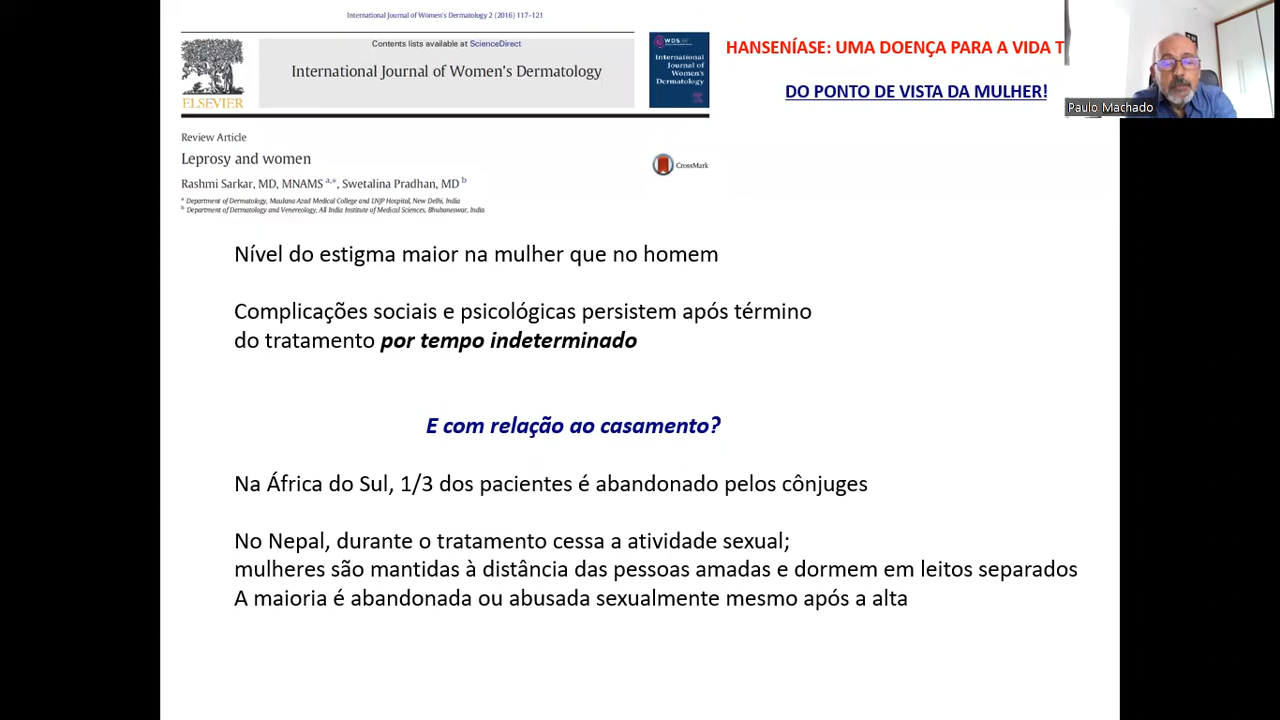 International Journal of Women's Dermatology 2 (2016) 117–121
Contents lists available at ScienceDirect
International Journal of Women's Dermatology
ELSEVIER
WDS
International
Journal of
Women's
Dermatology
HANSENÍASE: UMA DOENÇA PARA A VIDA T
DO PONTO DE VISTA DA MULHER!
Paulo Machado
Review Article
Leprosy and women
CrossMark
Rashmi Sarkar, MD, MNAMS a,*, Swetalina Pradhan, MD b
a Department of Dermatology, Maulana Azad Medical College and LNJP Hospital, New Delhi, India
b Department of Dermatology and Venereology, All India Institute of Medical Sciences, Bhubaneswar, India
Nível do estigma maior na mulher que no homem
Complicações sociais e psicológicas persistem após término
do tratamento por tempo indeterminado
E com relação ao casamento?
Na África do Sul, 1/3 dos pacientes é abandonado pelos cônjuges
No Nepal, durante o tratamento cessa a atividade sexual;
mulheres são mantidas à distância das pessoas amadas e dormem em leitos separados
A maioria é abandonada ou abusada sexualmente mesmo após a alta